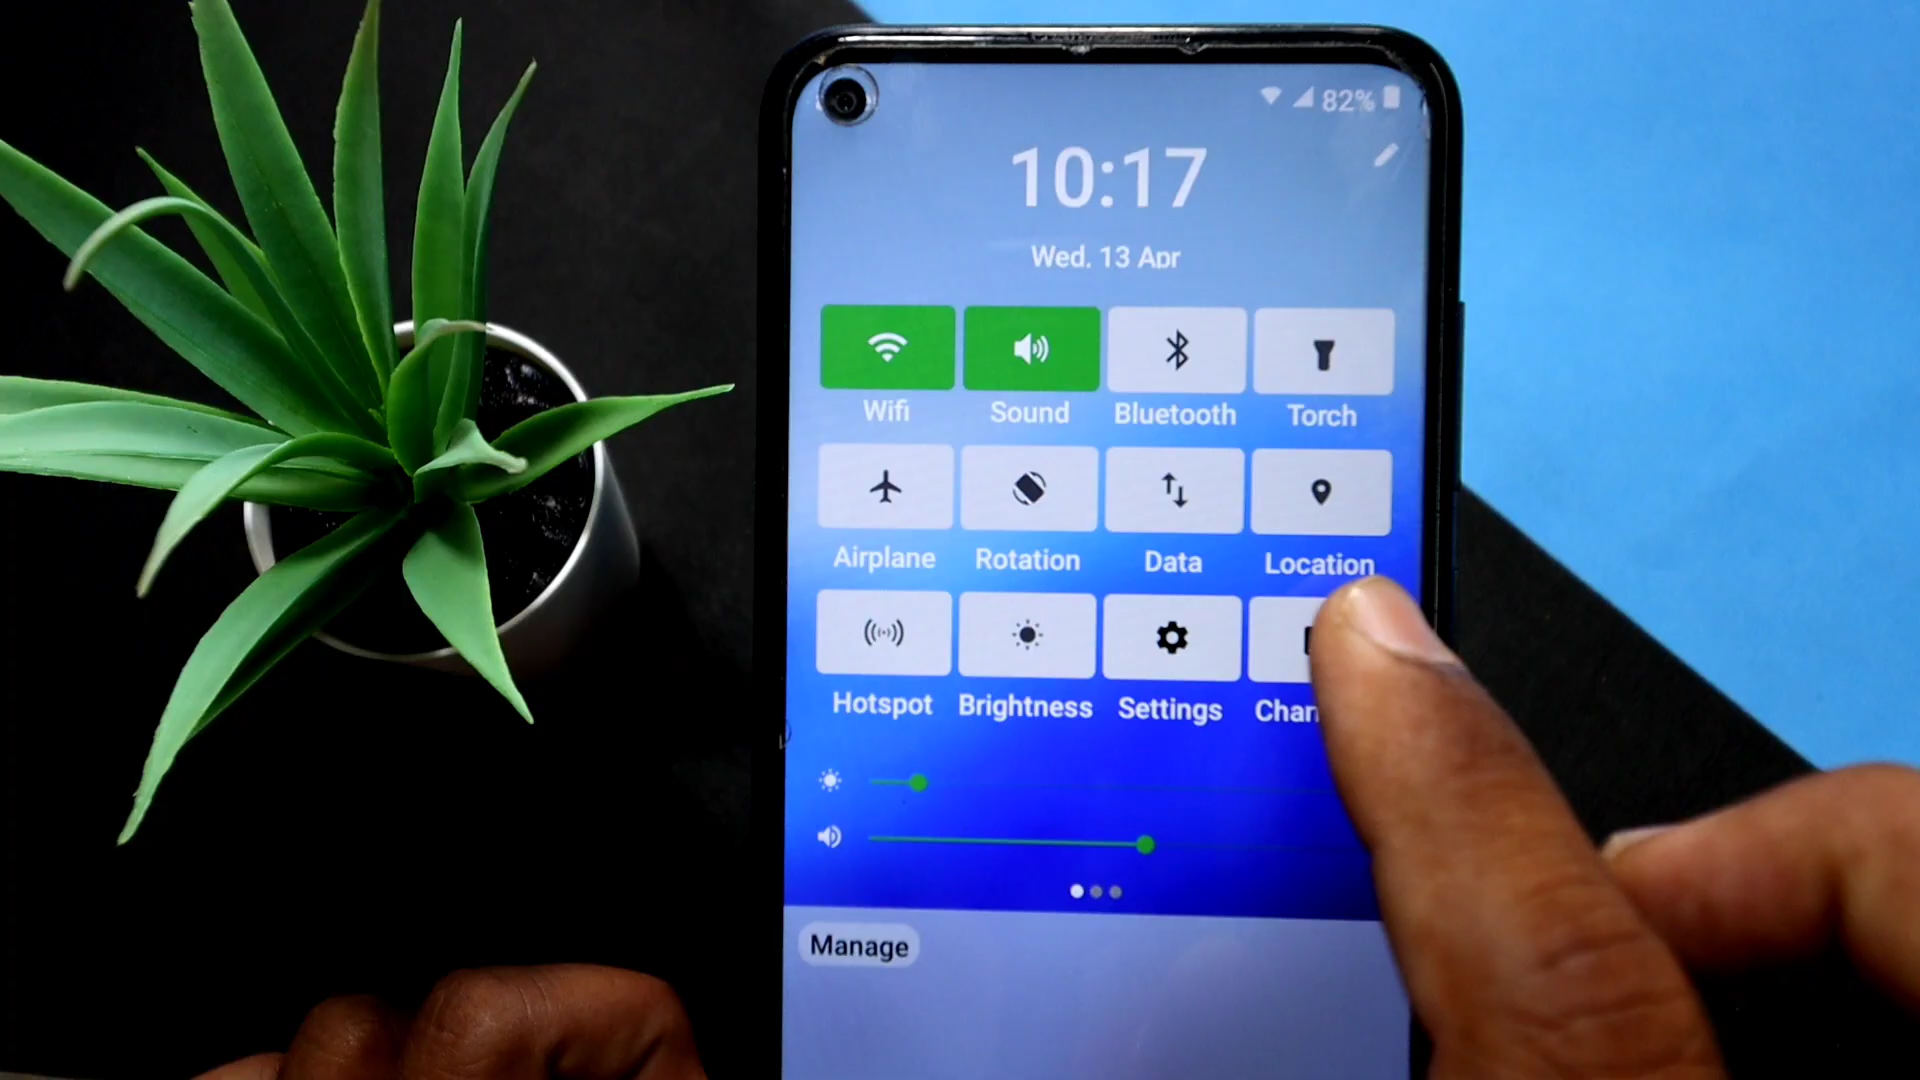 82%
10:17
Wed, 13 Apr
Wifi Sound Bluetooth Torch
Airplane Rotation Data Location
Hotspot Brightness Settings
Manage